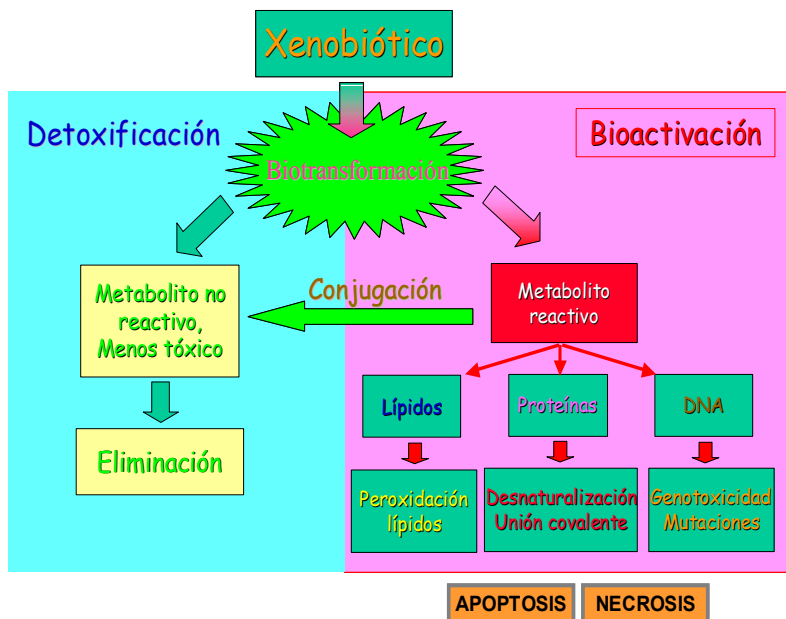 Xenobiótico
Detoxificación
Bioactivación
Biotransformación
Metabolito no
reactivo,
Menos tóxico
Conjugación
Metabolito
reactivo
Lípidos
Proteínas
DNA
Eliminación
Peroxidación
lípidos
Desnaturalización
Unión covalente
Genotoxicidad
Mutaciones
APOPTOSIS
NECROSIS